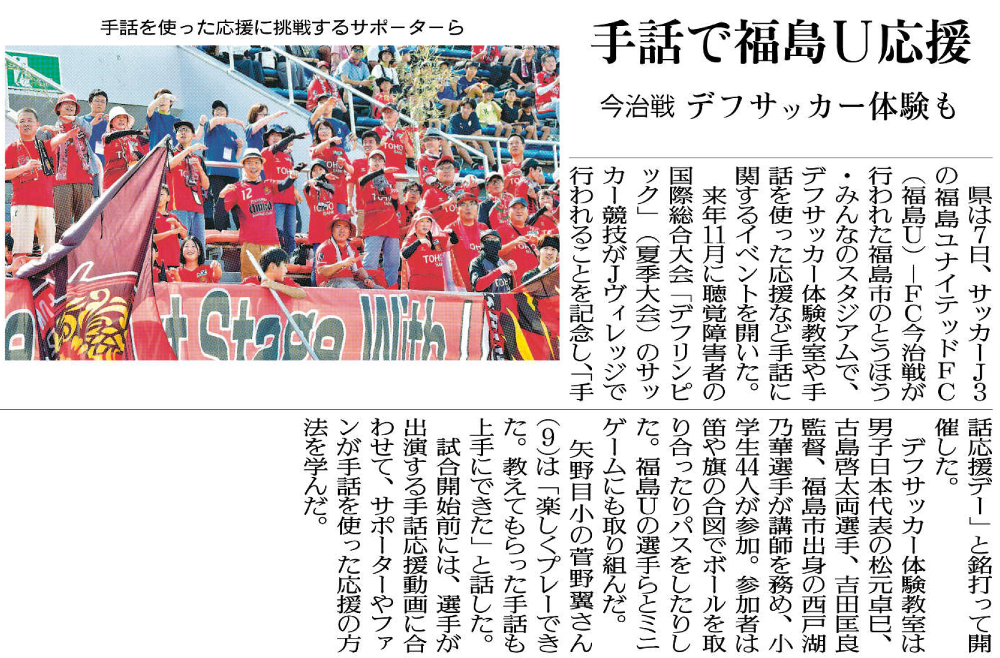 手話で福島U応援
今治戦 デフサッカー体験も
手話を使った応援に挑戦するサポーターら
県は7日、サッカーJ3
の福島ユナイテッドFC
(福島U)―FC今治戦が
行われた福島市のとうほう
・みんなのスタジアムで、
デフサッカー体験教室や手
話を使った応援など手話に
関するイベントを開いた。
来年11月に聴覚障害者の
国際総合大会「デフリンピ
ック」(夏季大会)のサッ
カー競技がJヴィレッジで
行われることを記念し、「手
話応援デー」と銘打って開
催した。
デフサッカー体験教室は
男子日本代表の松元卓巳、
古島啓太両選手、吉田匡良
監督、福島市出身の西戸湖
乃華選手が講師を務め、小
学生44人が参加。参加者は
笛や旗の合図でボールを取
り合ったりパスをしたりし
た。福島Uの選手らとミニ
ゲームにも取り組んだ。
矢野目小の菅野翼さん
(9)は「楽しくプレーでき
た。教えてもらった手話も
上手にできた」と話した。
試合開始前には、選手が
出演する手話応援動画に合
わせて、サポーターやファ
ンが手話を使った応援の方
法を学んだ。
t Stage With U
12
United
TOHO
BANK
TOHO
BANK
TOHO
BANK
TOHO
BANK
TOHO
BANK
TOHO